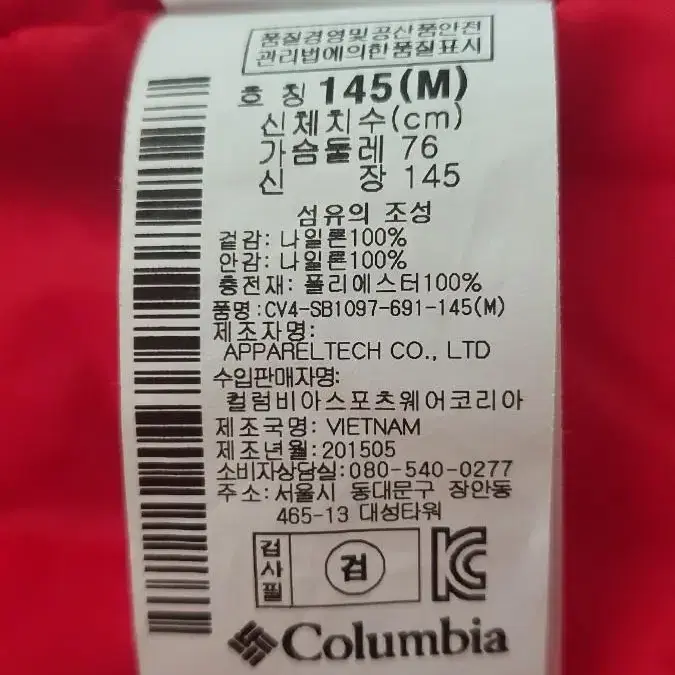 품질경영및공산품안전
관리법에의한품질표시
호 칭 145(M)
신체치수(cm)
가슴둘레 76
신 장 145
섬유의 조성
겉감: 나일론100%
안감: 나일론100%
충전재: 폴리에스터100%
품명:CV4-SB1097-691-145(M)
제조자명:
APPARELTECH CO., LTD
수입판매자명:
컬럼비아스포츠웨어코리아
제조국명: VIETNAM
제조년월:201505
소비자상담실:080-540-0277
주소:서울시 동대문구 장안동
465-13 대성타워
검사필 검 KC
Columbia